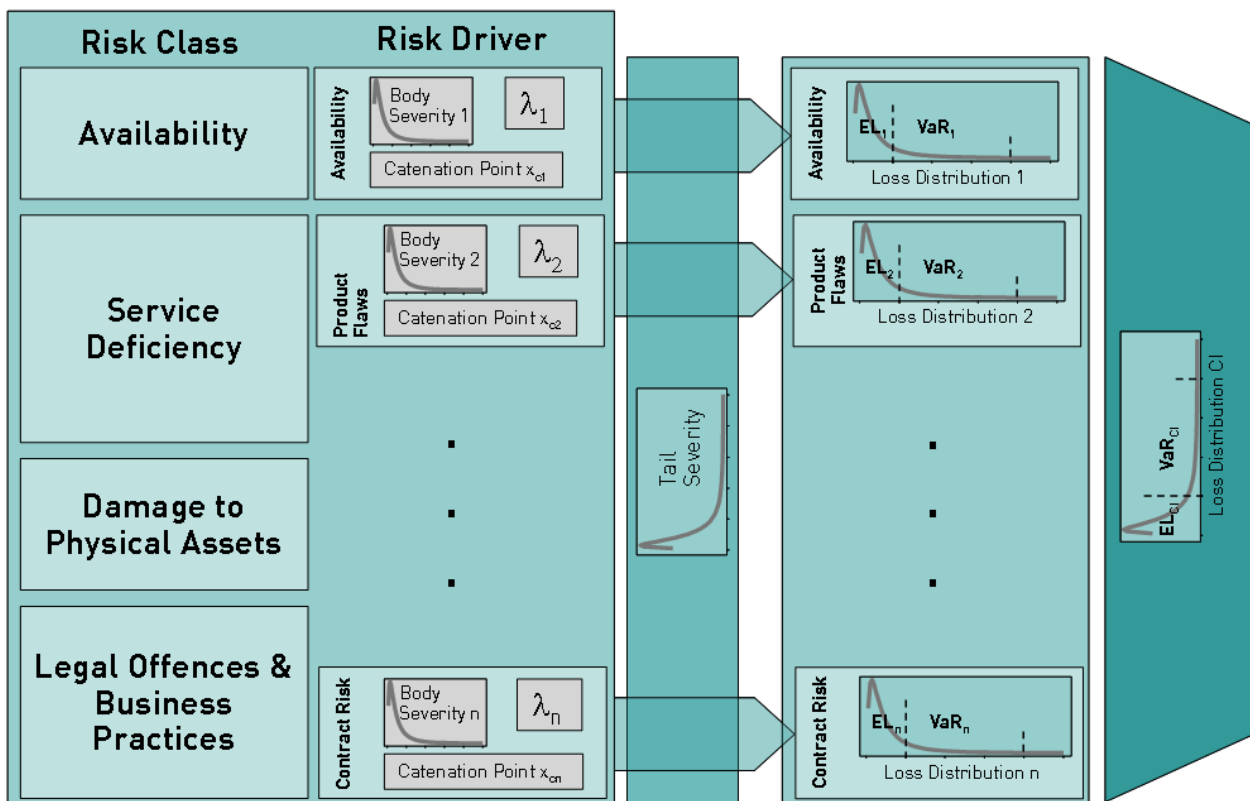 Risk Class
Risk Driver
Availability
Availability
Body
Severity 1
λ1
Catenation Point xc1
Availability
EL1
VaR1
Loss Distribution 1
Service
Deficiency
Product
Flaws
Body
Severity 2
λ2
Catenation Point xc2
Product
Flaws
EL2
VaR2
Loss Distribution 2
Tail
Severity
ELCI
VaRCI
Loss Distribution CI
Damage to
Physical Assets
Legal Offences &
Business
Practices
Contract Risk
Body
Severity n
λn
Catenation Point xcn
Contract Risk
ELn
VaRn
Loss Distribution n